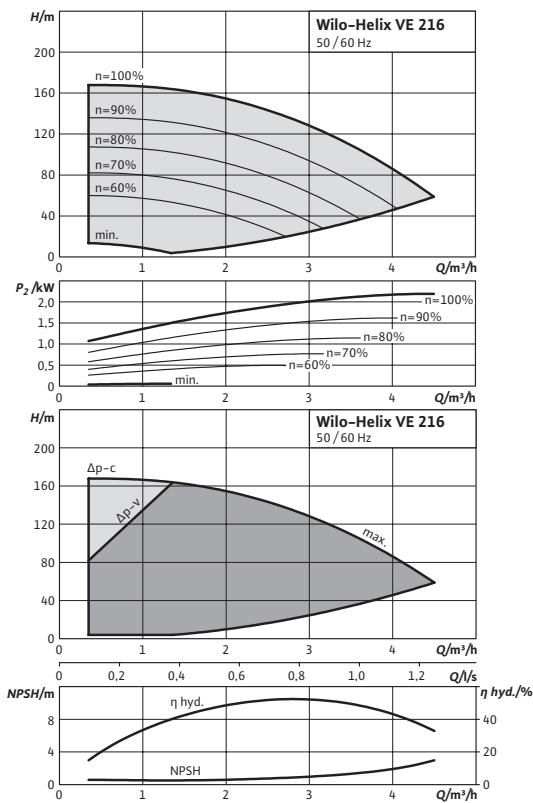 H/m
Wilo-Helix VE 216
50 / 60 Hz
200
n=100%
160
n=90%
120
n=80%
80
n=70%
n=60%
40
min.
0
0 1 2 3 4 Q/m³/h
P2 /kW
2,0
n=100%
1,5
n=90%
1,0
n=80%
n=70%
0,5
n=60%
min.
0
0 1 2 3 4 Q/m³/h
H/m
Wilo-Helix VE 216
50 / 60 Hz
200
Δp-c
160
Δp-v
120
max.
80
40
0
0 1 2 3 4 Q/m³/h
0 0,2 0,4 0,6 0,8 1,0 1,2 Q/l/s
NPSH/m
η hyd./%
η hyd.
8 40
4 20
NPSH
0 0
0 1 2 3 4 Q/m³/h